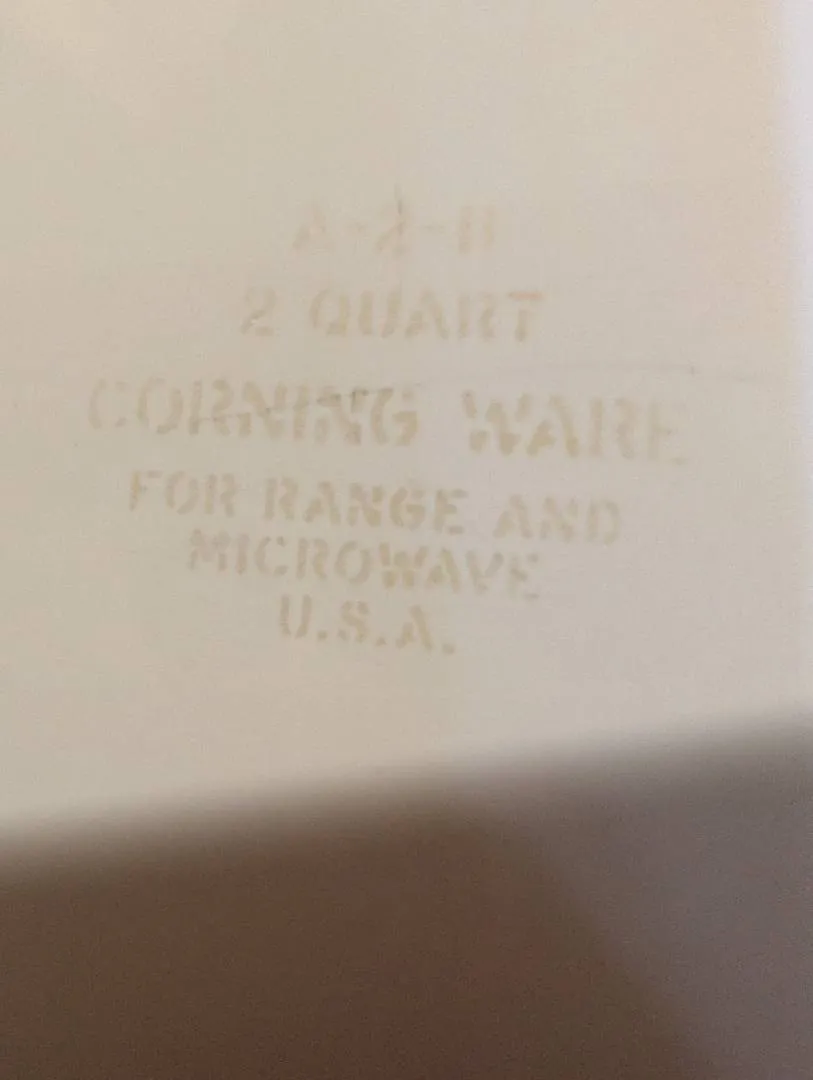 A-2-B
2 QUART
CORNING WARE
FOR RANGE AND
MICROWAVE
U.S.A.